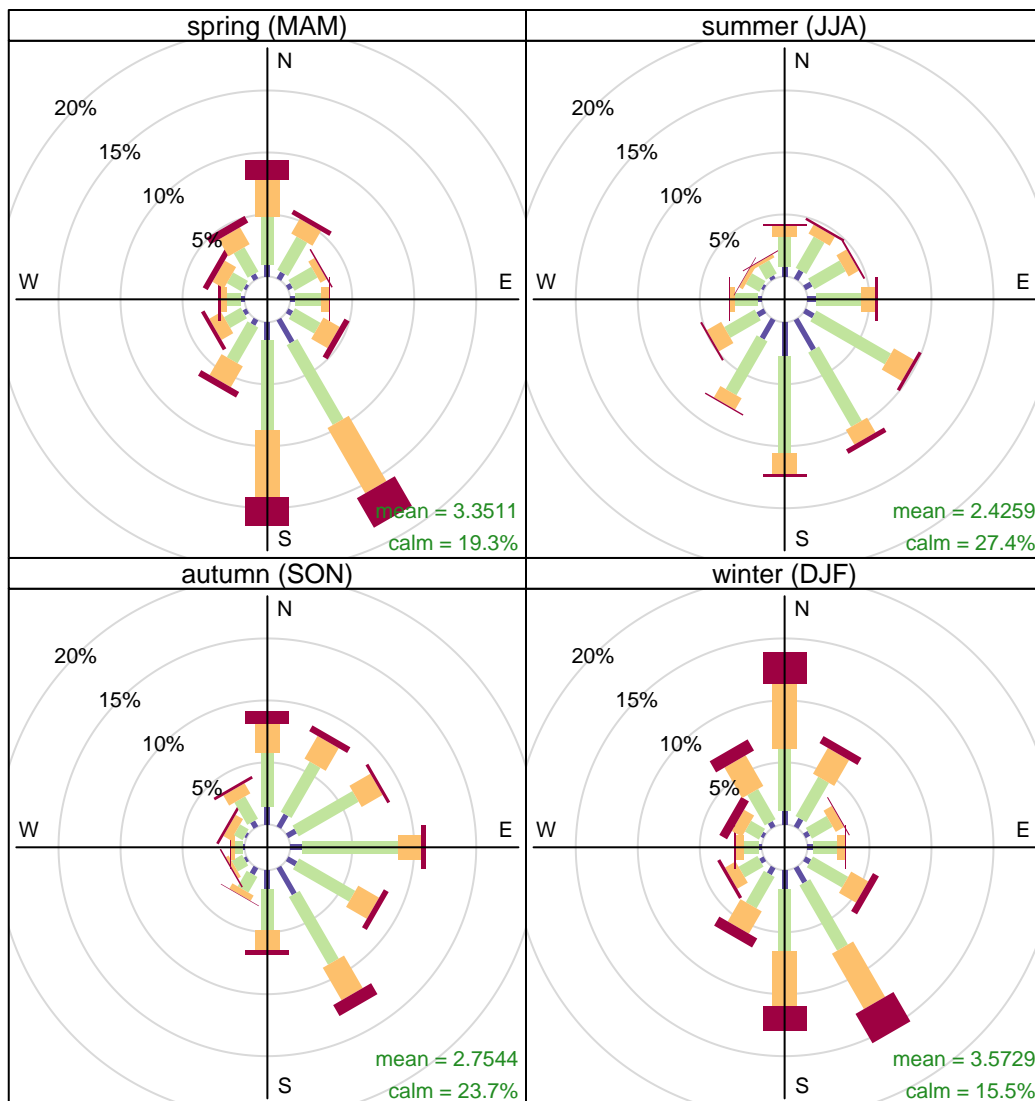 spring (MAM)
N
20%
15%
10%
5%
W
E
S
mean = 3.3511
calm = 19.3%
summer (JJA)
N
20%
15%
10%
5%
W
E
S
mean = 2.4259
calm = 27.4%
autumn (SON)
N
20%
15%
10%
5%
W
E
S
mean = 2.7544
calm = 23.7%
winter (DJF)
N
20%
15%
10%
5%
W
E
S
mean = 3.5729
calm = 15.5%